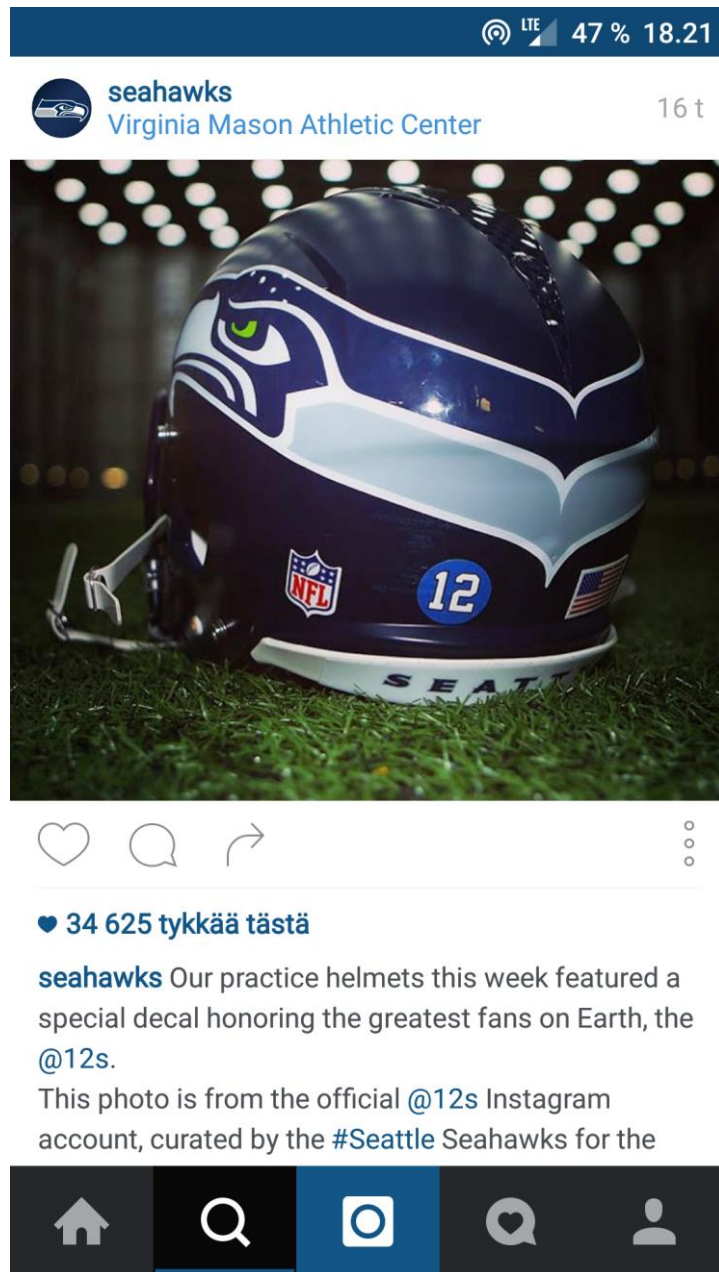 LTE 47 % 18.21
seahawks
Virginia Mason Athletic Center
16 t
NFL
12
SEATT
34 625 tykkää tästä
seahawks Our practice helmets this week featured a
special decal honoring the greatest fans on Earth, the
@12s.
This photo is from the official @12s Instagram
account, curated by the #Seattle Seahawks for the